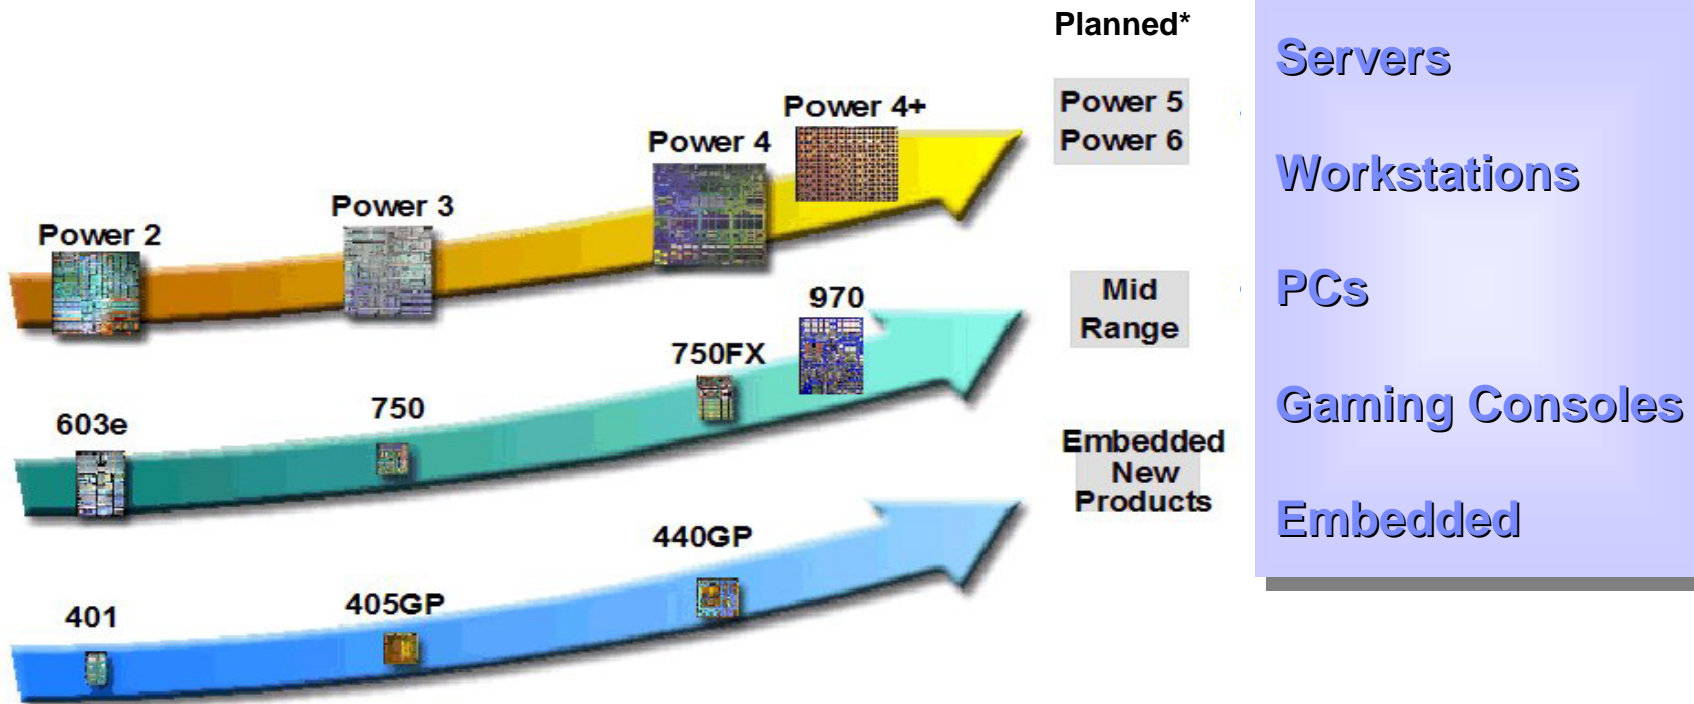 Planned*
Servers
Power 4+
Power 5
Power 6
Power 4
Workstations
Power 3
Power 2
Mid
Range
970
PCs
750FX
750
603e
Gaming Consoles
Embedded
New
Products
Embedded
440GP
405GP
401